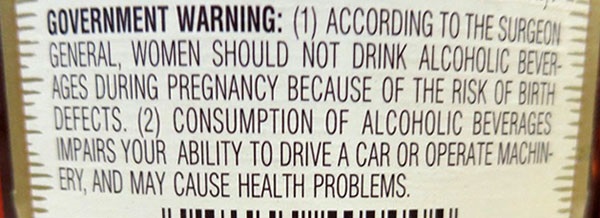 GOVERNMENT WARNING: (1) ACCORDING TO THE SURGEON
GENERAL, WOMEN SHOULD NOT DRINK ALCOHOLIC BEVER-
AGES DURING PREGNANCY BECAUSE OF THE RISK OF BIRTH
DEFECTS. (2) CONSUMPTION OF ALCOHOLIC BEVERAGES
IMPAIRS YOUR ABILITY TO DRIVE A CAR OR OPERATE MACHIN-
ERY, AND MAY CAUSE HEALTH PROBLEMS.